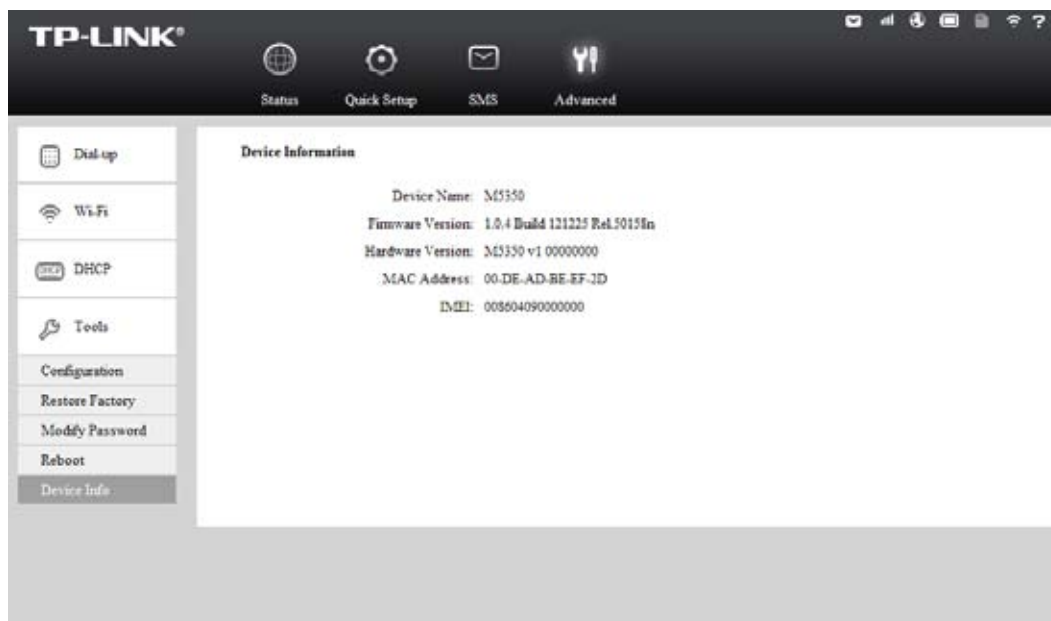 TP-LINK®
?
Status Quick Setup SMS Advanced
Dial-up
Wi-Fi
DHCP
DHCP
Tools
Configuration
Restore Factory
Modify Password
Reboot
Device Info
Device Information
Device Name: M5350
Firmware Version: 1.0.4 Build 121225 Rel.50158n
Hardware Version: M5350 v1 00000000
MAC Address: 00-DE-AD-BE-EF-2D
IMEI: 008604090000000